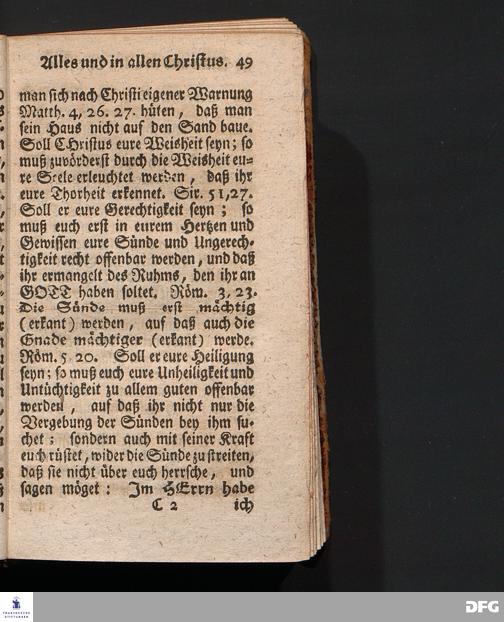 Alles und in allen Christus. 49
man sich nach Christi eigener Warnung
Matth. 4, 26. 27. hüten, daß man
sein Haus nicht auf den Sand baue.
Soll CHristus eure Weisheit seyn; so
muß zuvörderst durch die Weisheit eu-
re Seele erleuchtet werden, daß ihr
eure Thorheit erkennet. Sir. 51, 27.
Soll er eure Gerechtigkeit seyn; so
muß euch erst in eurem Hertzen und
Gewissen eure Sünde und Ungerech-
tigkeit recht offenbar werden, und daß
ihr ermangelt des Ruhms, den ihr an
GOTT haben soltet. Röm. 3, 23.
Die Sünde muß erst mächtig
(erkant) werden, auf daß auch die
Gnade mächtiger (erkant) werde.
Röm. 5 20. Soll er eure Heiligung
seyn; so muß euch eure Unheiligkeit und
Untüchtigkeit zu allem guten offenbar
werden, auf daß ihr nicht nur die
Vergebung der Sünden bey ihm su-
chet; sondern auch mit seiner Kraft
euch rüstet, wider die Sünde zu streiten,
daß sie nicht über euch herrsche, und
sagen möget: Im HErrn habe
C 2 ich
FRANCKESCHE
STIFTUNGEN
DFG